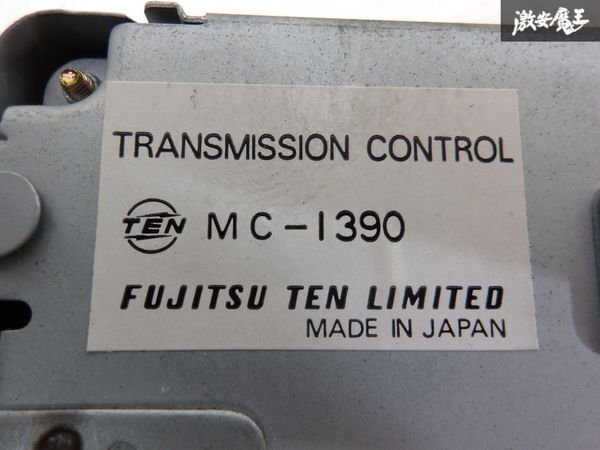 激安魔王
TRANSMISSION CONTROL
TEN MC-1390
FUJITSU TEN LIMITED
MADE IN JAPAN